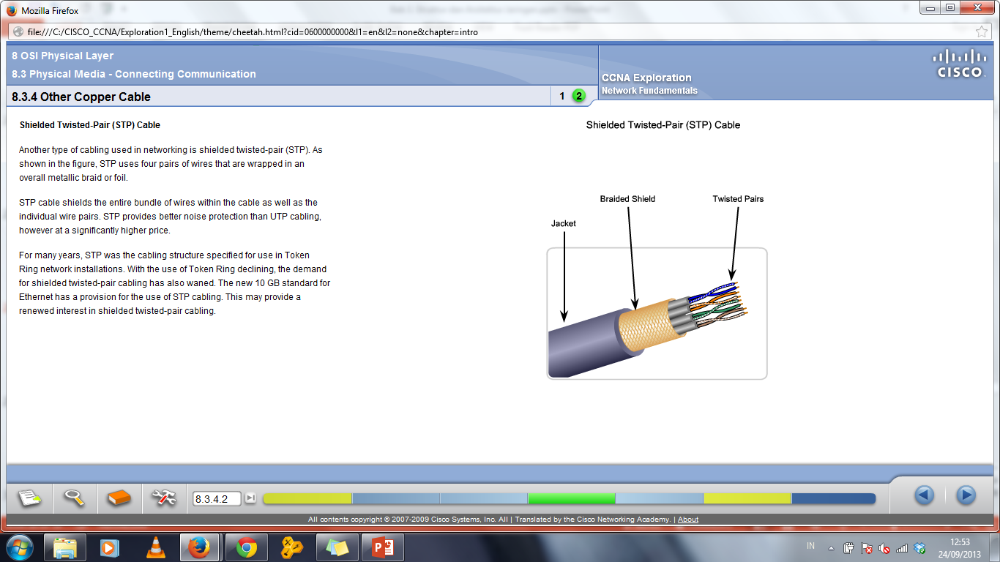 Mozilla Firefox
file:///C:/CISCO_CCNA/Exploration1_English/theme/cheetah.html?cid=0600000000&l1=en&l2=none&chapter=intro
8 OSI Physical Layer
8.3 Physical Media - Connecting Communication
CISCO
CCNA Exploration
Network Fundamentals
8.3.4 Other Copper Cable
1 2
Shielded Twisted-Pair (STP) Cable
Another type of cabling used in networking is shielded twisted-pair (STP). As
shown in the figure, STP uses four pairs of wires that are wrapped in an
overall metallic braid or foil.
STP cable shields the entire bundle of wires within the cable as well as the
individual wire pairs. STP provides better noise protection than UTP cabling,
however at a significantly higher price.
For many years, STP was the cabling structure specified for use in Token
Ring network installations. With the use of Token Ring declining, the demand
for shielded twisted-pair cabling has also waned. The new 10 GB standard for
Ethernet has a provision for the use of STP cabling. This may provide a
renewed interest in shielded twisted-pair cabling.
Shielded Twisted-Pair (STP) Cable
Braided Shield
Twisted Pairs
Jacket
8.3.4.2
All contents copyright © 2007-2009 Cisco Systems, Inc. All | Translated by the Cisco Networking Academy. | About
IN
12:53
24/09/2013